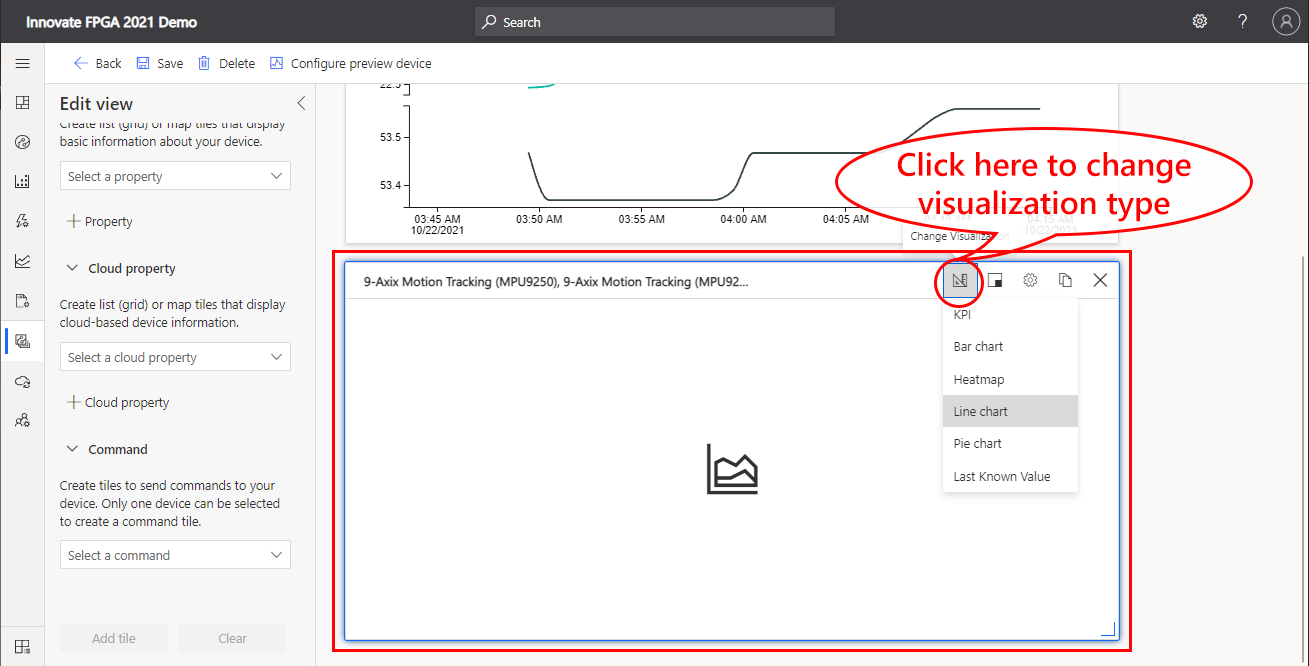 Innovate FPGA 2021 Demo
Search
?
Back
Save
Delete
Configure preview device
Edit view
Create list (grid) or map tiles that display
basic information about your device.
Select a property
Property
Cloud property
Create list (grid) or map tiles that display
cloud-based device information.
Select a cloud property
Cloud property
Command
Create tiles to send commands to your
device. Only one device can be selected
to create a command tile.
Select a command
Add tile
Clear
22.5
53.5
53.4
03:45 AM
10/22/2021
03:50 AM
03:55 AM
04:00 AM
04:05 AM
04:15 AM
10/22/2021
Click here to change
visualization type
Change Visualization
9-Axix Motion Tracking (MPU9250), 9-Axix Motion Tracking (MPU92...
KPI
Bar chart
Heatmap
Line chart
Pie chart
Last Known Value